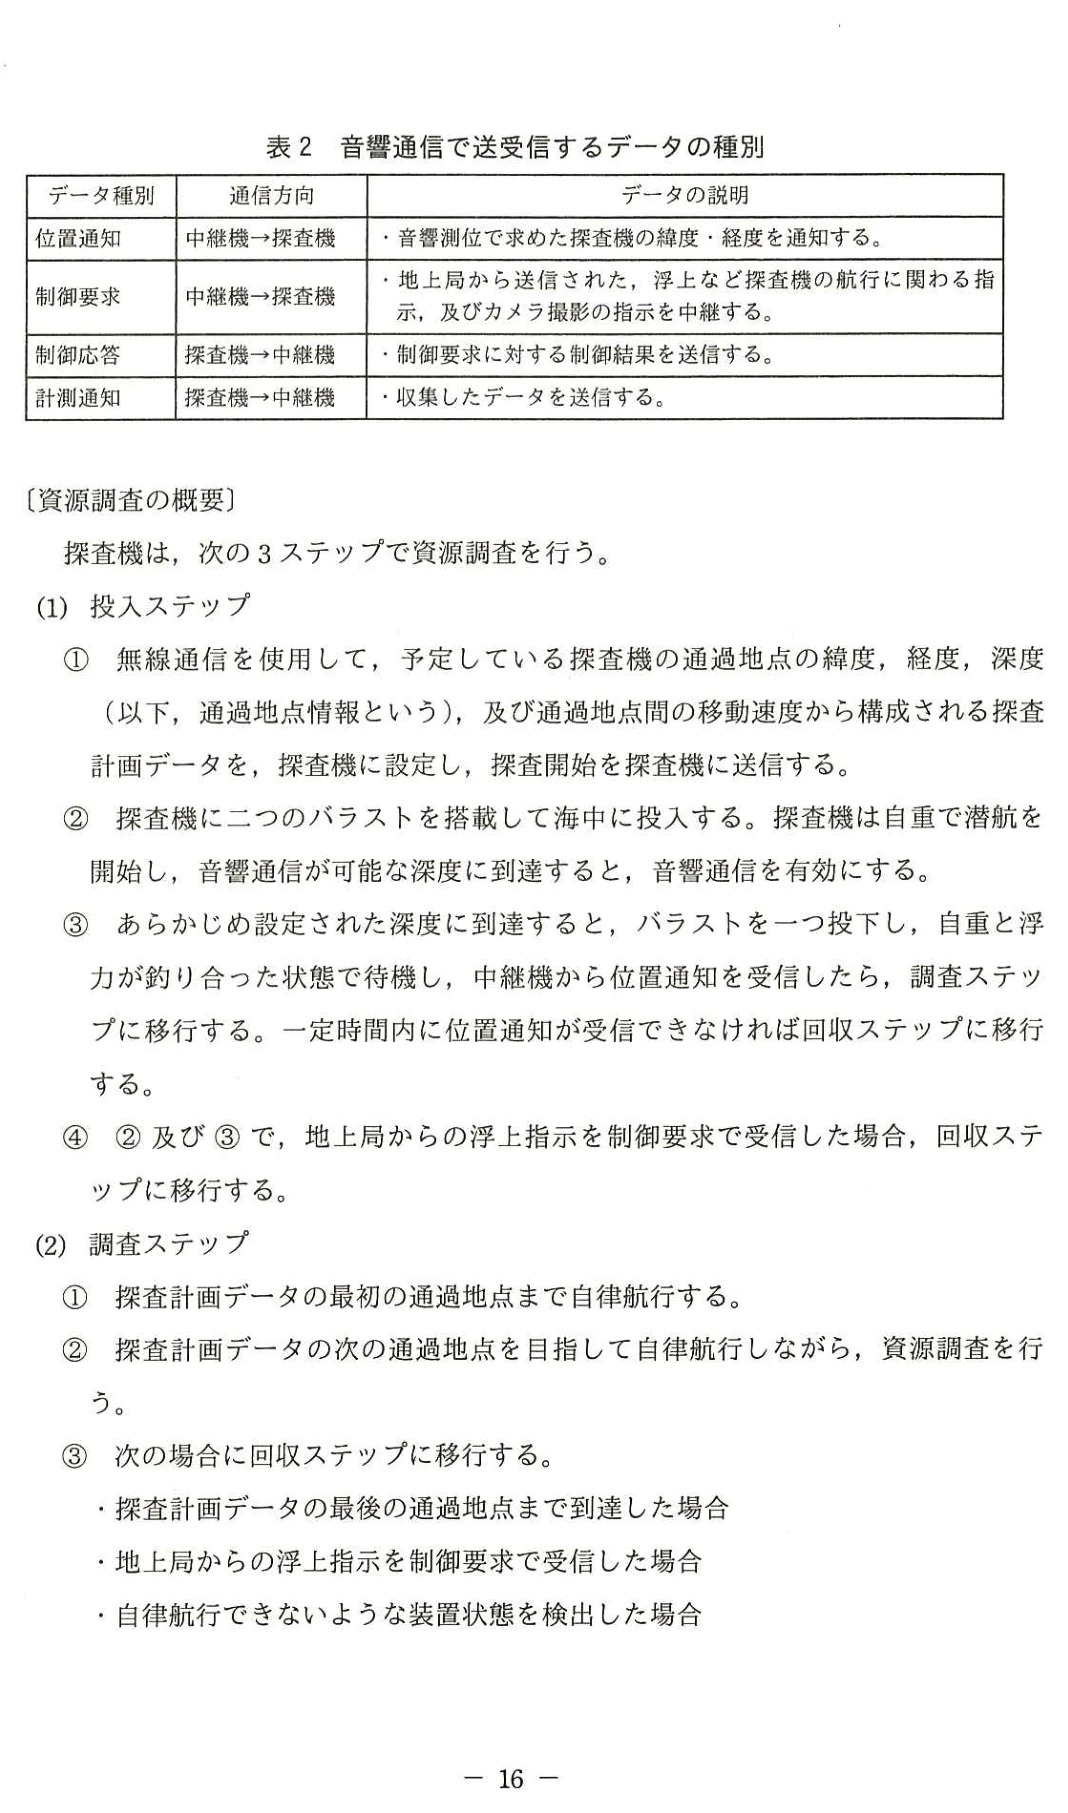 表2 音響通信で送受信するデータの種別
データ種別 通信方向 データの説明
位置通知 中継機→探査機 ・音響測位で求めた探査機の緯度・経度を通知する。
制御要求 中継機→探査機 ・地上局から送信された，浮上など探査機の航行に関わる指
示，及びカメラ撮影の指示を中継する。
制御応答 探査機→中継機 ・制御要求に対する制御結果を送信する。
計測通知 探査機→中継機 ・収集したデータを送信する。
〔資源調査の概要〕
探査機は，次の3ステップで資源調査を行う。
(1) 投入ステップ
① 無線通信を使用して，予定している探査機の通過地点の緯度，経度，深度
（以下，通過地点情報という），及び通過地点間の移動速度から構成される探査
計画データを，探査機に設定し，探査開始を探査機に送信する。
② 探査機に二つのバラストを搭載して海中に投入する。探査機は自重で潜航を
開始し，音響通信が可能な深度に到達すると，音響通信を有効にする。
③ あらかじめ設定された深度に到達すると，バラストを一つ投下し，自重と浮
力が釣り合った状態で待機し，中継機から位置通知を受信したら，調査ステッ
プに移行する。一定時間内に位置通知が受信できなければ回収ステップに移行
する。
④ ②及び③で，地上局からの浮上指示を制御要求で受信した場合，回収ステ
ップに移行する。
(2) 調査ステップ
① 探査計画データの最初の通過地点まで自律航行する。
② 探査計画データの次の通過地点を目指して自律航行しながら，資源調査を行
う。
③ 次の場合に回収ステップに移行する。
・探査計画データの最後の通過地点まで到達した場合
・地上局からの浮上指示を制御要求で受信した場合
・自律航行できないような装置状態を検出した場合
― 16 ―